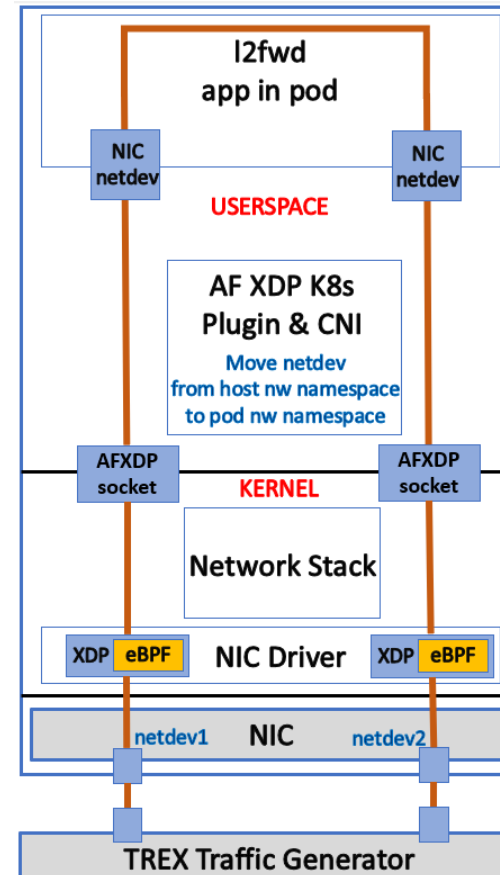 l2fwd
app in pod
NIC
netdev
NIC
netdev
USERSPACE
AF XDP K8s
Plugin & CNI
Move netdev
from host nw namespace
to pod nw namespace
AFXDP
socket
AFXDP
socket
KERNEL
Network Stack
XDP
eBPF
NIC Driver
XDP
eBPF
netdev1
NIC
netdev2
TREX Traffic Generator